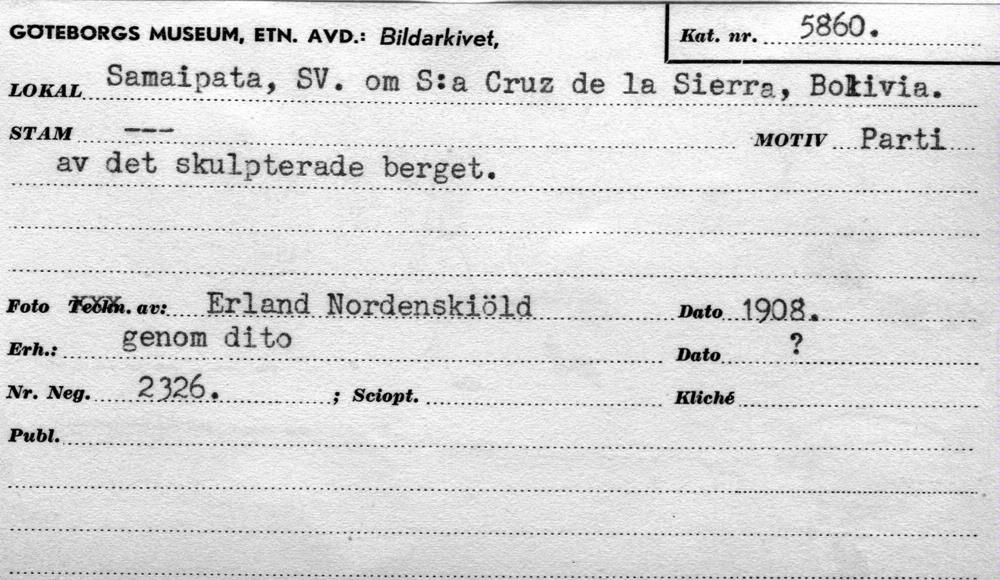 GÖTEBORGS MUSEUM, ETN. AVD.: Bildarkivet,
Kat. nr. 5860.
LOKAL Samaipata, SV. om S:a Cruz de la Sierra, Bolivia.
STAM --- MOTIV Parti
av det skulpterade berget.
Foto Teckn. av: Erland Nordenskiöld Dato 1908.
Erh.: genom dito Dato ?
Nr. Neg. 2326. ; Sciopt. Kliché
Publ.